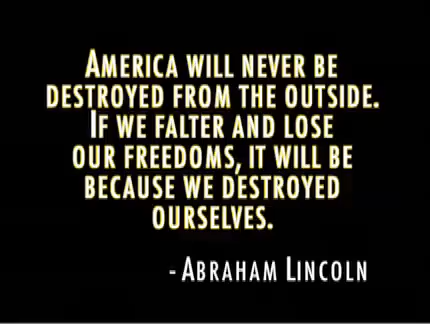 America will never be
destroyed from the outside.
If we falter and lose
our freedoms, it will be
because we destroyed
ourselves.
- Abraham Lincoln